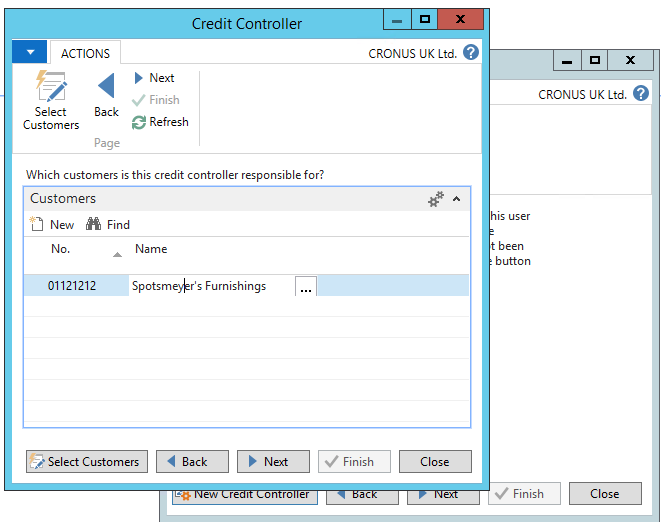 Credit Controller
ACTIONS
CRONUS UK Ltd.
Select
Customers
Back
Next
Finish
Refresh
Page
CRONUS UK Ltd.
Which customers is this credit controller responsible for?
Customers
New Find
No. Name
01121212 Spotsmeyer's Furnishings ...
his user
e
t been
e button
Select Customers Back Next Finish Close
New Credit Controller Back Next Finish Close